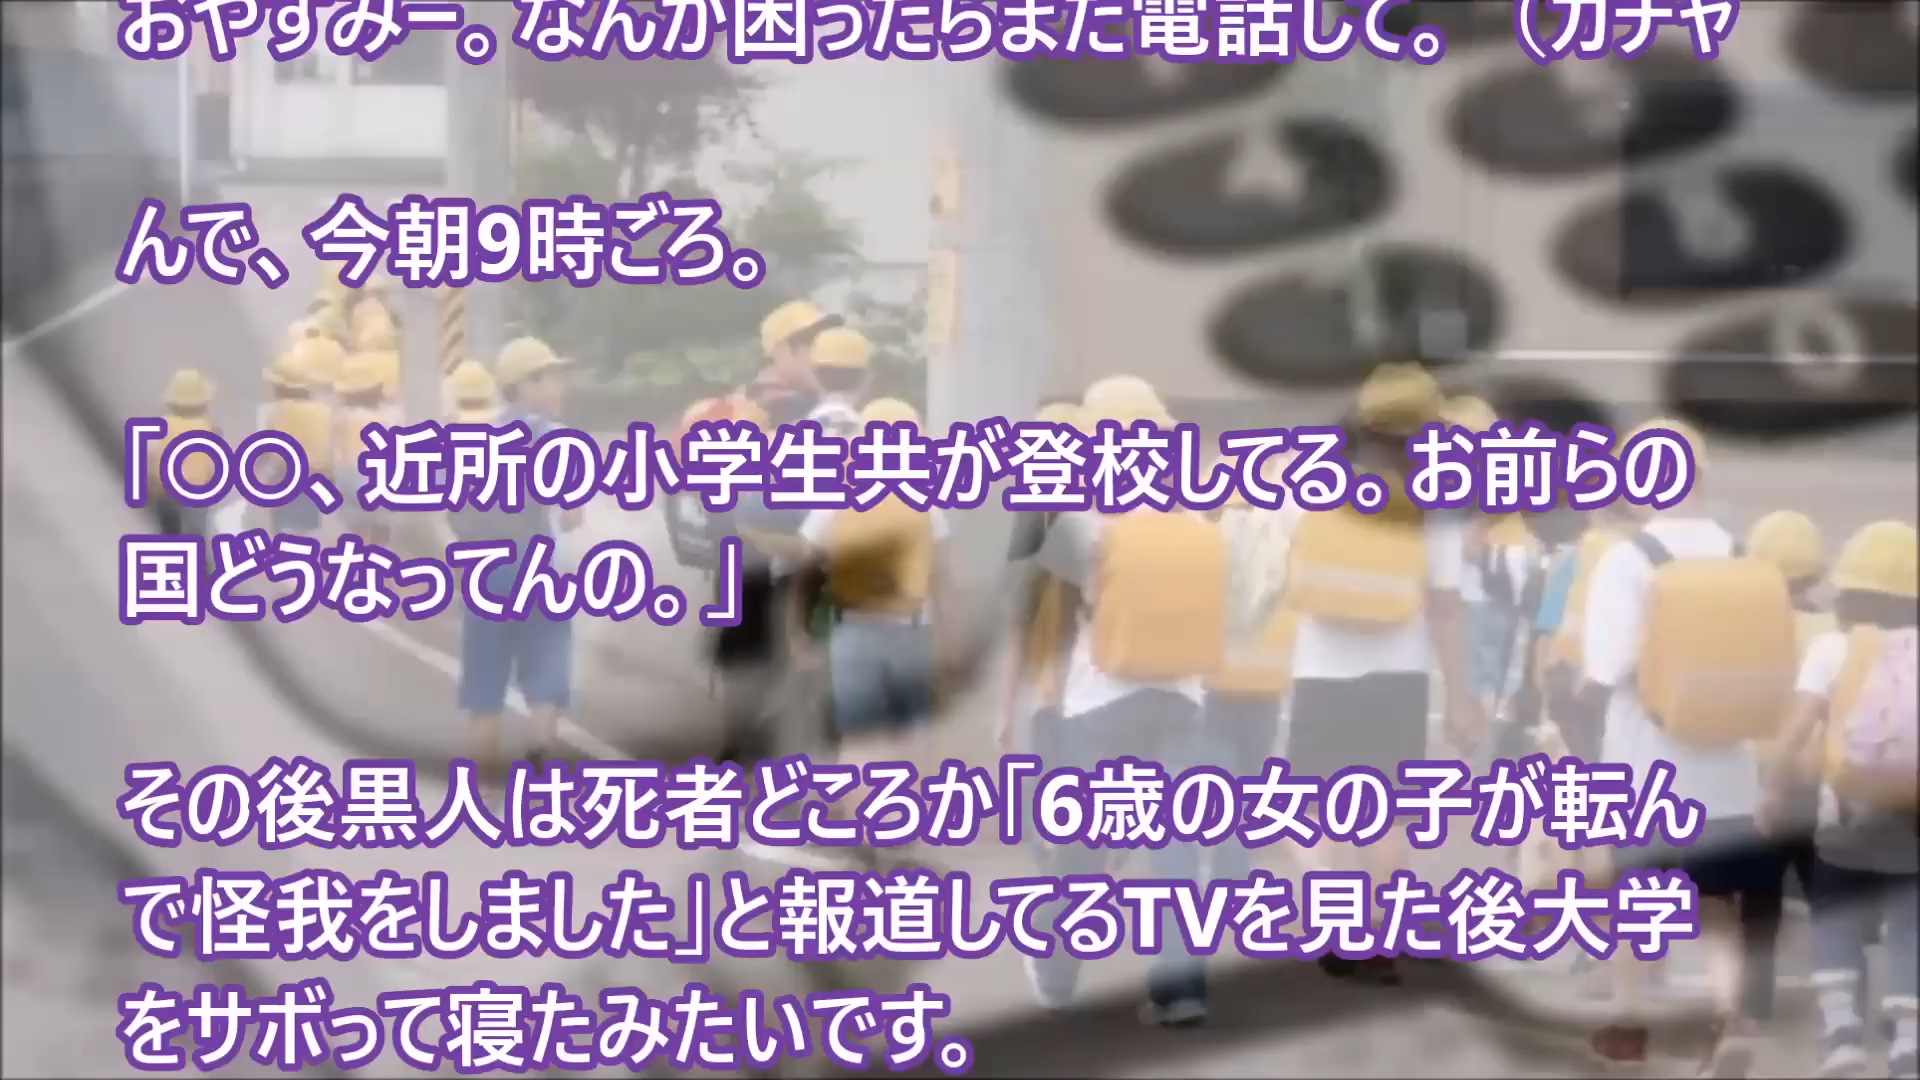 おやすみー。なんか困ったらまた電話して。（ガチャ
んで、今朝9時ごろ。
「○○、近所の小学生共が登校してる。お前らの
国どうなってんの。」
その後黒人は死者どころか「6歳の女の子が転ん
で怪我をしました」と報道してるTVを見た後大学
をサボって寝たみたいです。